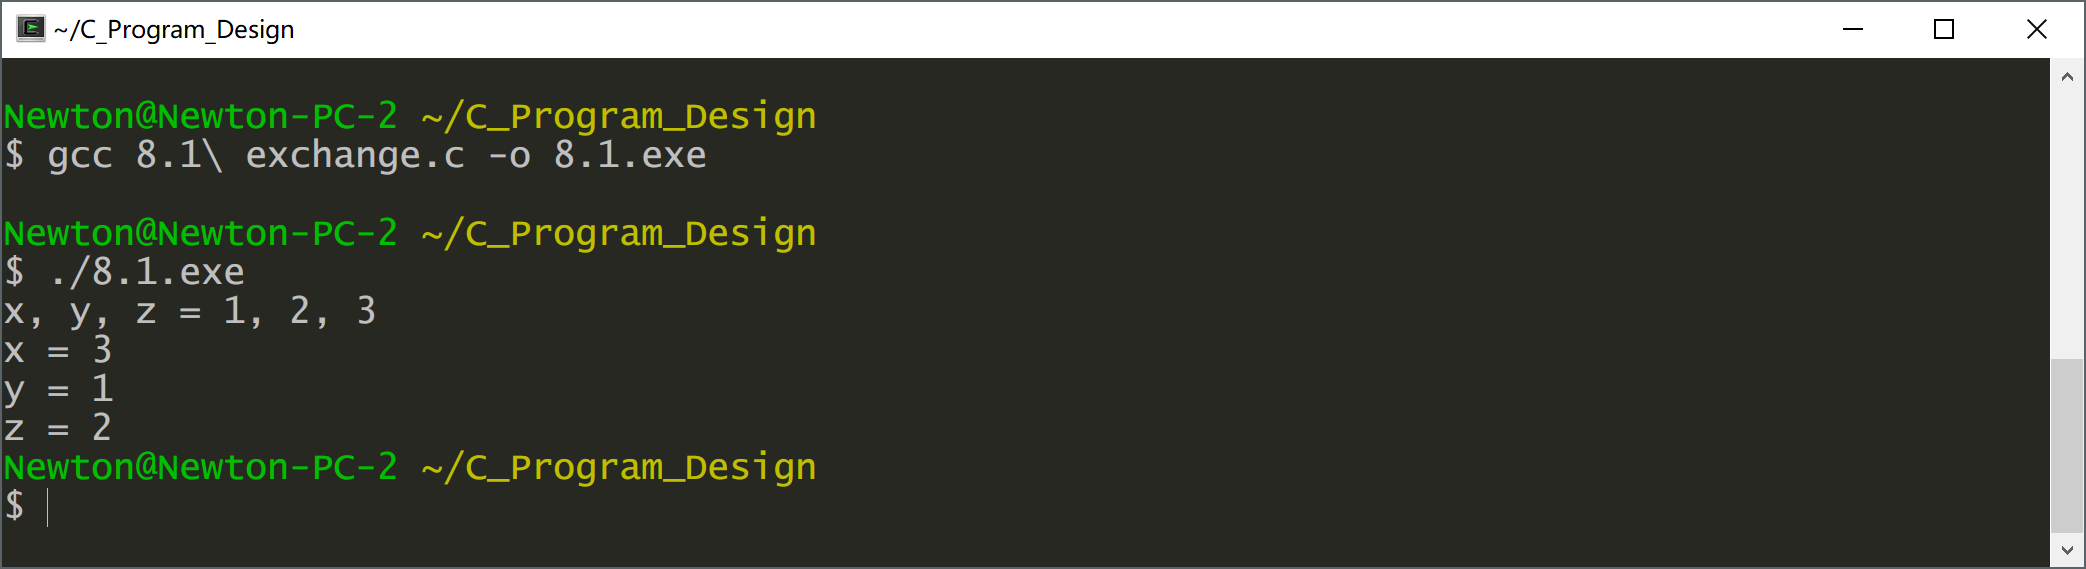 ~/C_Program_Design
Newton@Newton-PC-2 ~/C_Program_Design
$ gcc 8.1\ exchange.c -o 8.1.exe
Newton@Newton-PC-2 ~/C_Program_Design
$ ./8.1.exe
x, y, z = 1, 2, 3
x = 3
y = 1
z = 2
Newton@Newton-PC-2 ~/C_Program_Design
$